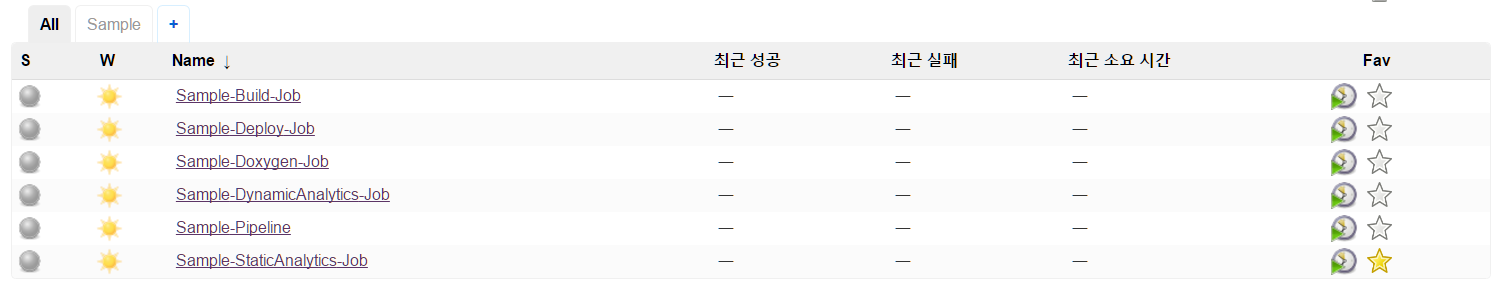 All Sample +
S W Name ↓ 최근 성공 최근 실패 최근 소요 시간 Fav
Sample-Build-Job — — —
Sample-Deploy-Job — — —
Sample-Doxygen-Job — — —
Sample-DynamicAnalytics-Job — — —
Sample-Pipeline — — —
Sample-StaticAnalytics-Job — — —